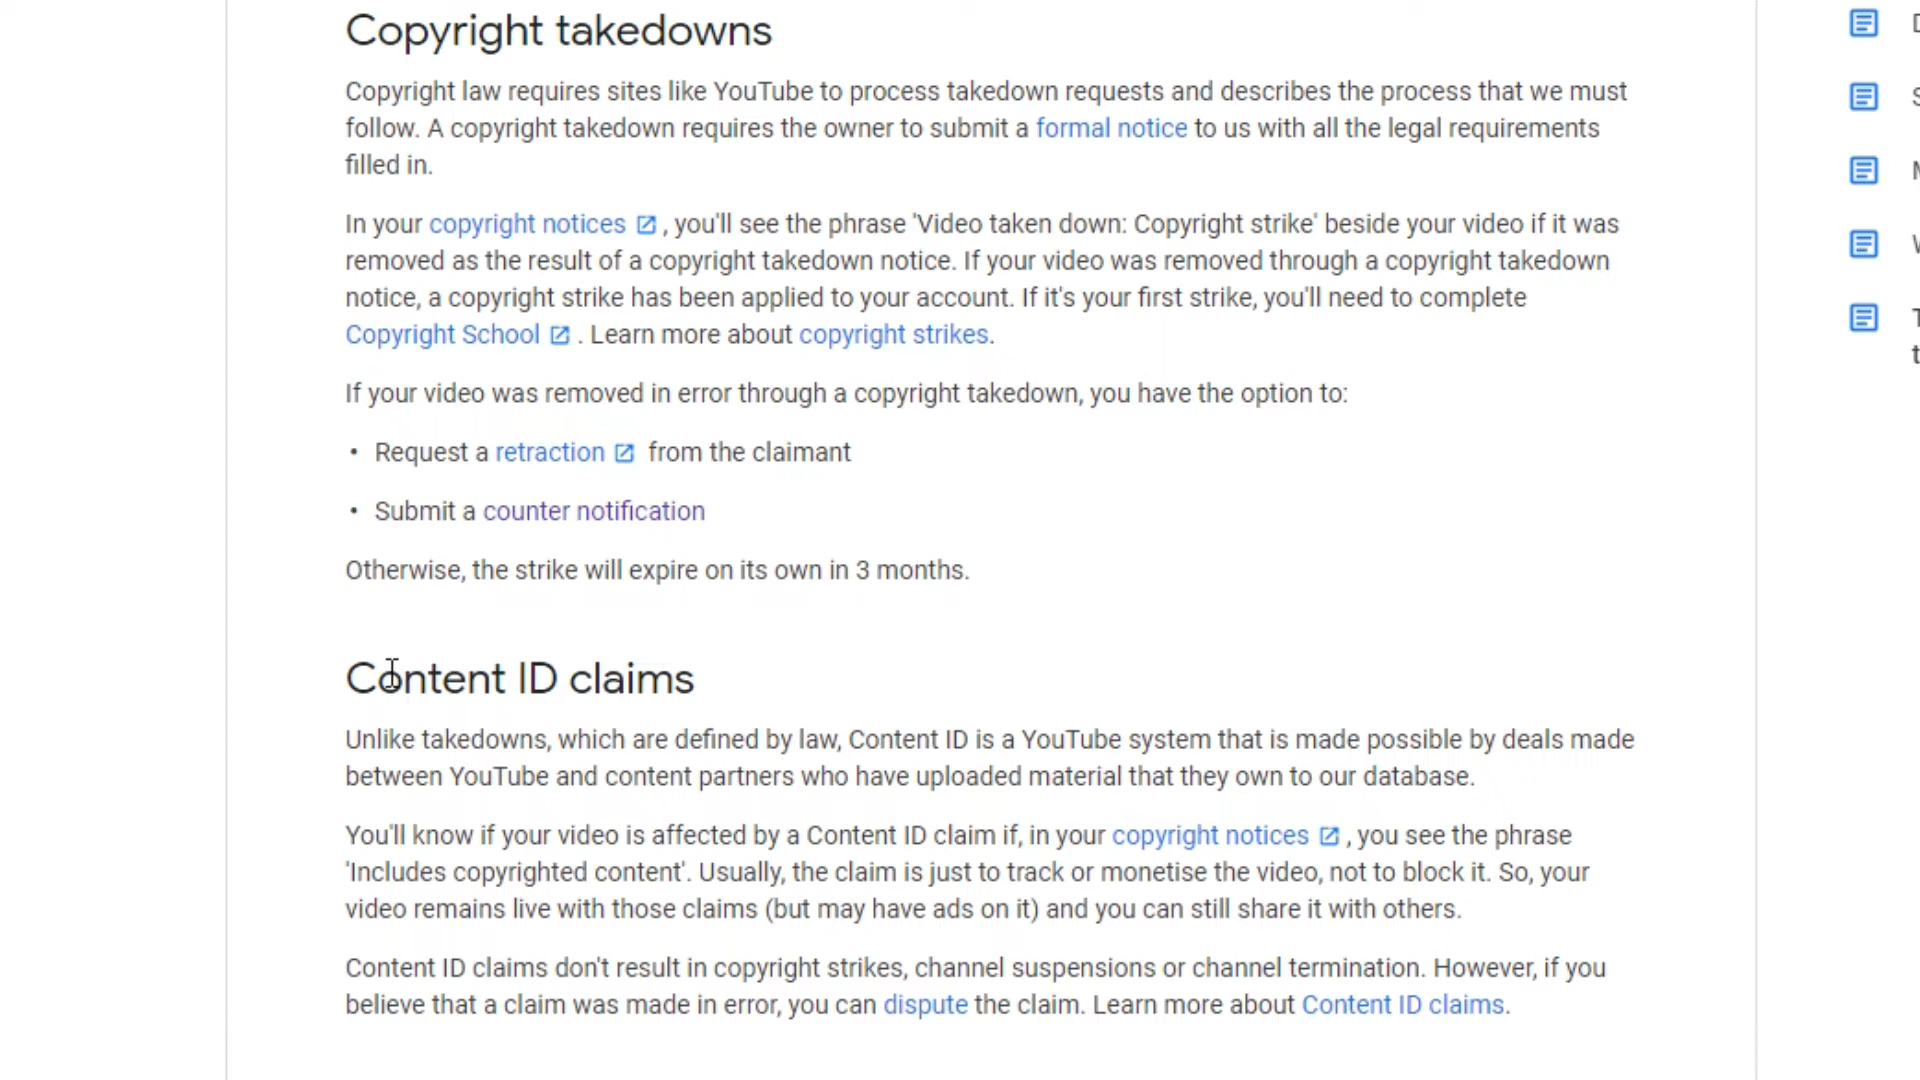 Copyright takedowns
Copyright law requires sites like YouTube to process takedown requests and describes the process that we must
follow. A copyright takedown requires the owner to submit a formal notice to us with all the legal requirements
filled in.
In your copyright notices , you'll see the phrase 'Video taken down: Copyright strike' beside your video if it was
removed as the result of a copyright takedown notice. If your video was removed through a copyright takedown
notice, a copyright strike has been applied to your account. If it's your first strike, you'll need to complete
Copyright School . Learn more about copyright strikes.
If your video was removed in error through a copyright takedown, you have the option to:
• Request a retraction from the claimant
• Submit a counter notification
Otherwise, the strike will expire on its own in 3 months.
Content ID claims
Unlike takedowns, which are defined by law, Content ID is a YouTube system that is made possible by deals made
between YouTube and content partners who have uploaded material that they own to our database.
You'll know if your video is affected by a Content ID claim if, in your copyright notices , you see the phrase
'Includes copyrighted content'. Usually, the claim is just to track or monetise the video, not to block it. So, your
video remains live with those claims (but may have ads on it) and you can still share it with others.
Content ID claims don't result in copyright strikes, channel suspensions or channel termination. However, if you
believe that a claim was made in error, you can dispute the claim. Learn more about Content ID claims.